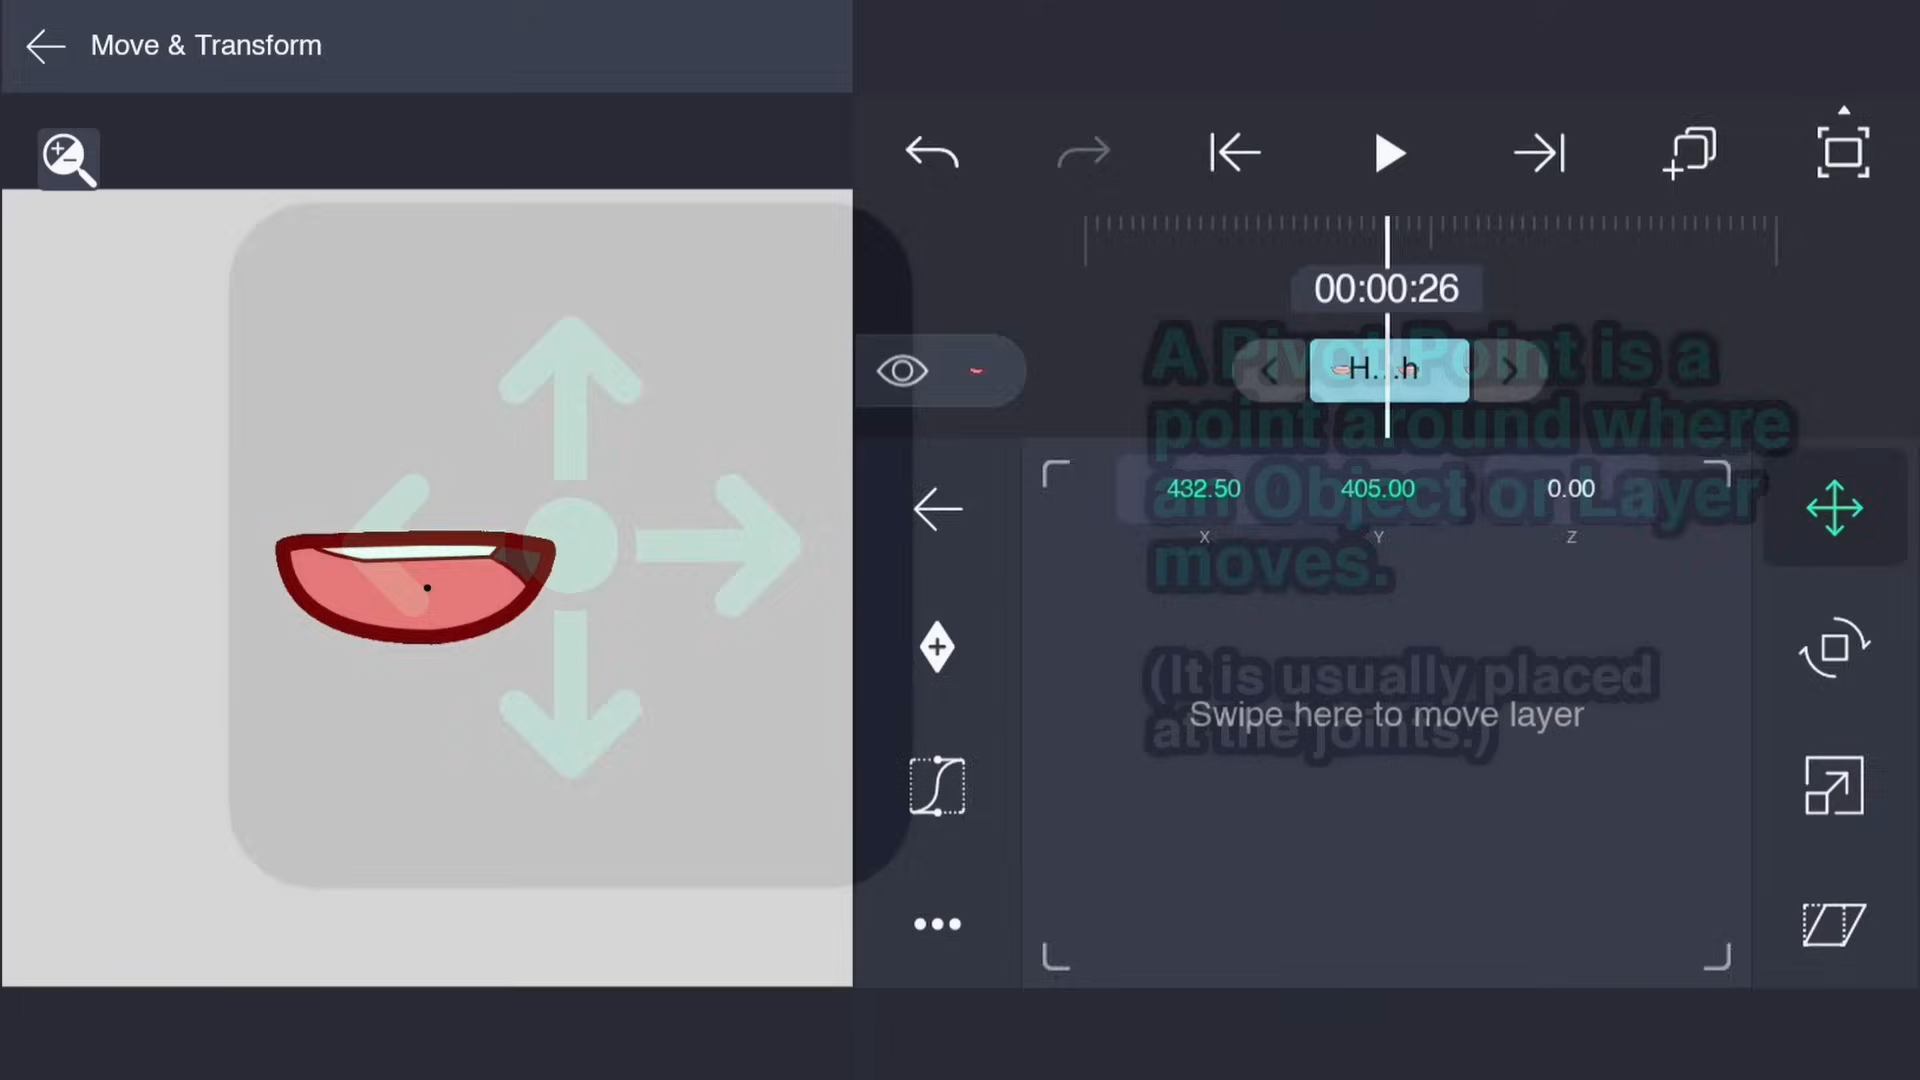 Move & Transform
00:00:26
H...h
A Pivot Point is a
point around where
an Object or Layer
moves.
432.50 405.00 0.00
X Y Z
(It is usually placed
at the joints.)
Swipe here to move layer